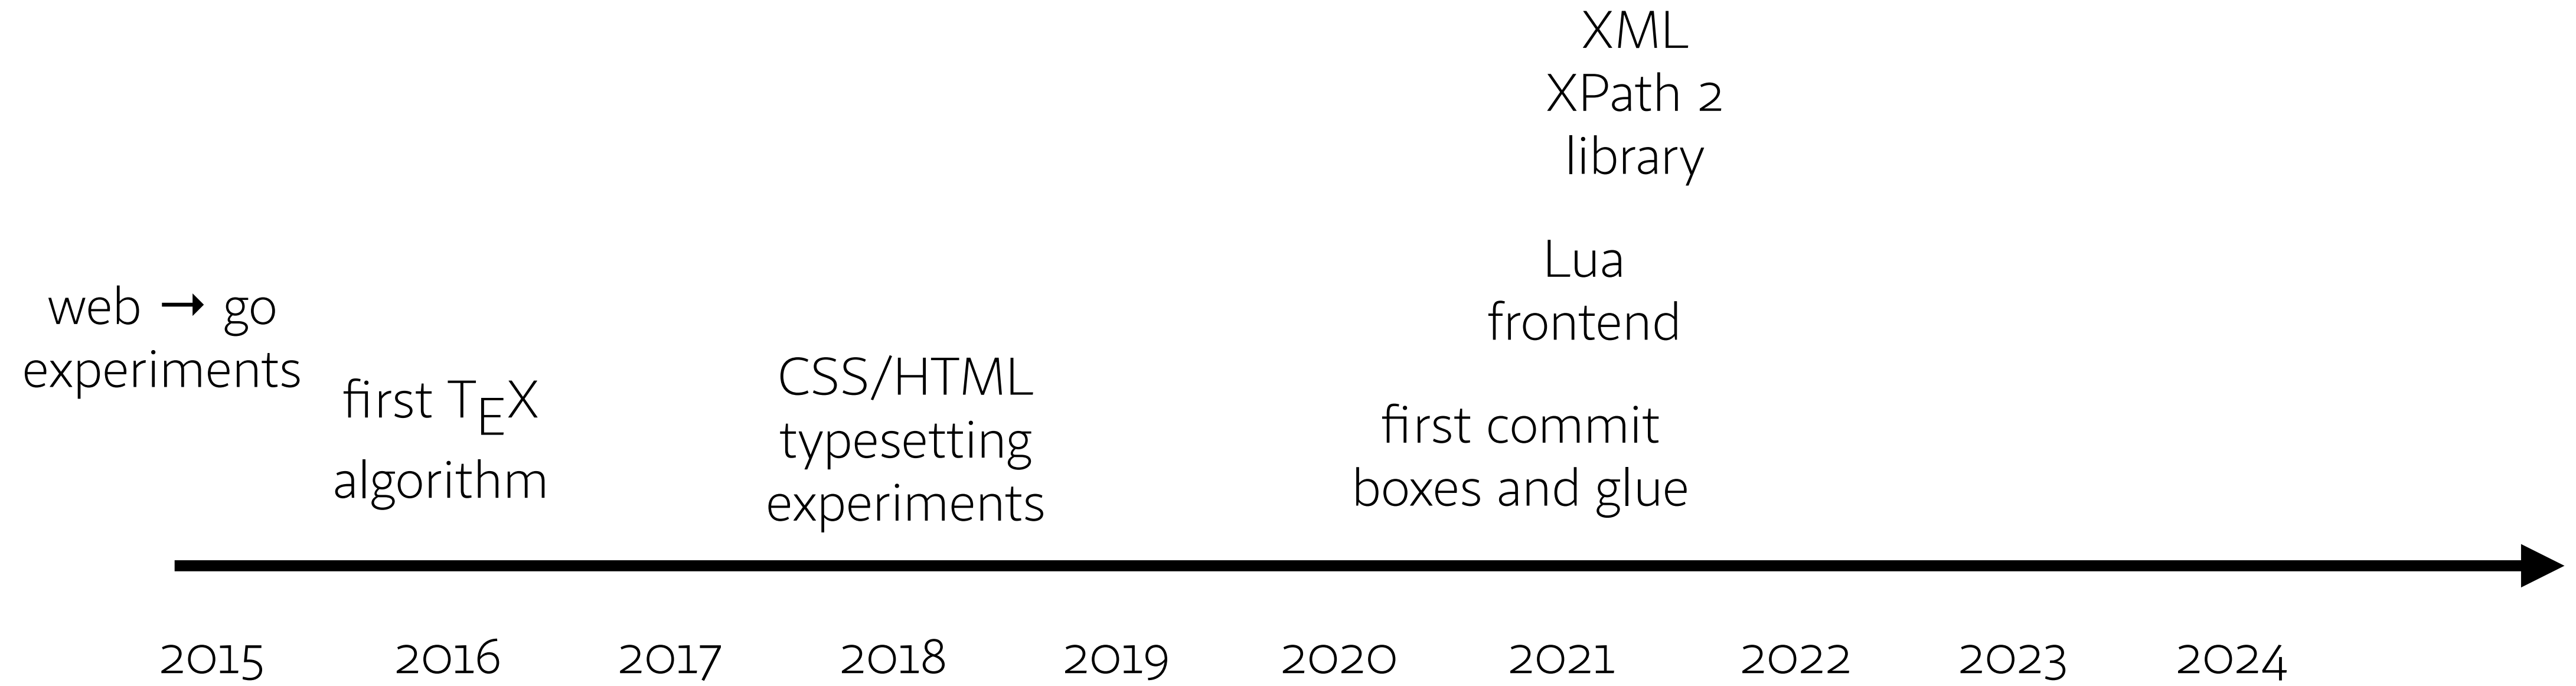 XML
XPath 2
library
Lua
frontend
web → go
experiments
first TEX
algorithm
CSS/HTML
typesetting
experiments
first commit
boxes and glue
2015 2016 2017 2018 2019 2020 2021 2022 2023 2024